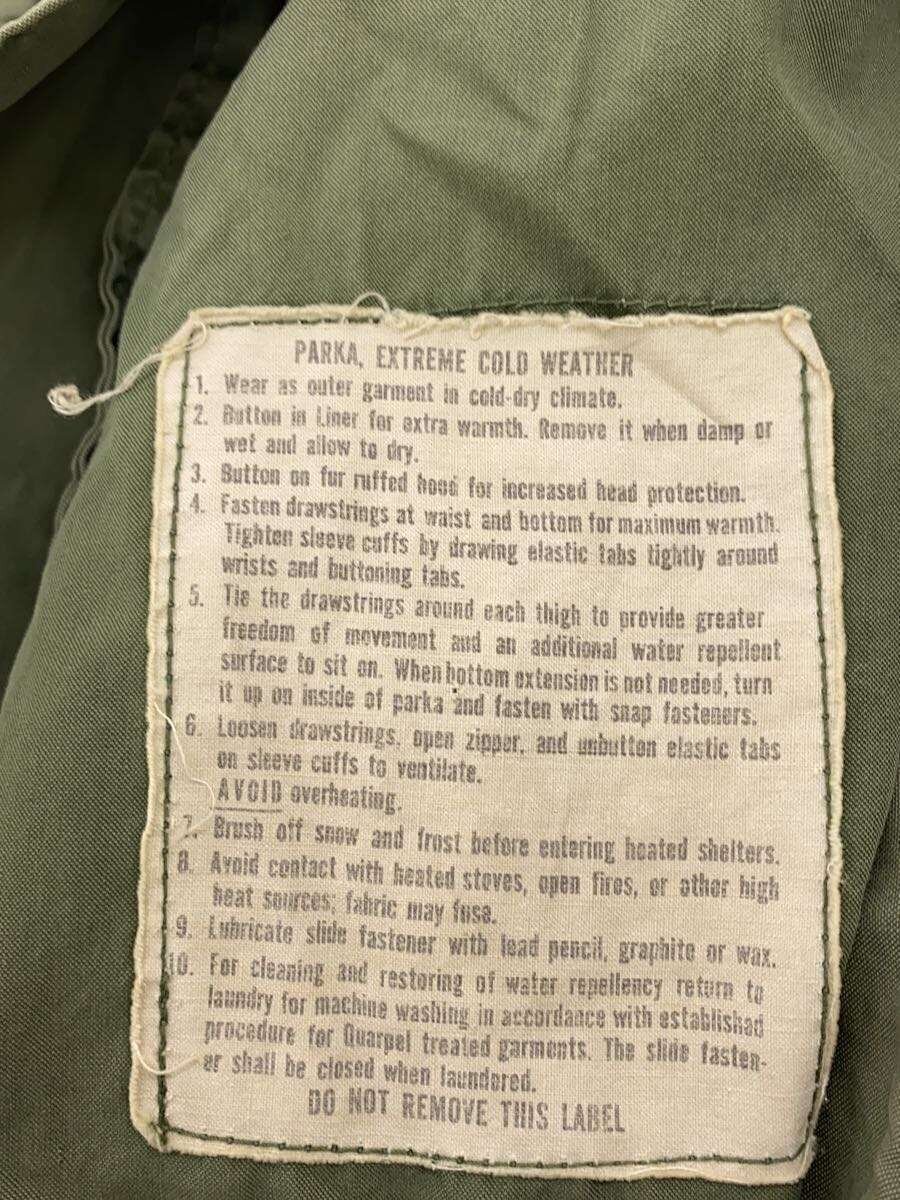 PARKA, EXTREME COLD WEATHER
1. Wear as outer garment in cold-dry climate.
2. Button in Liner for extra warmth. Remove it when damp or
wet and allow to dry.
3. Button on fur ruffed hood for increased head protection.
4. Fasten drawstrings at waist and bottom for maximum warmth.
Tighten sleeve cuffs by drawing elastic tabs tightly around
wrists and buttoning tabs.
5. Tie the drawstrings around each thigh to provide greater
freedom of movement and an additional water repellent
surface to sit on. When bottom extension is not needed, turn
it up on inside of parka and fasten with snap fasteners.
6. Loosen drawstrings, open zipper, and unbutton elastic tabs
on sleeve cuffs to ventilate.
AVOID overheating.
7. Brush off snow and frost before entering heated shelters.
8. Avoid contact with heated stoves, open fires, or other high
heat sources; fabric may fuse.
9. Lubricate slide fastener with lead pencil, graphite or wax.
10. For cleaning and restoring of water repellency return to
laundry for machine washing in accordance with established
procedure for Quarpel treated garments. The slide fasten-
er shall be closed when laundered.
DO NOT REMOVE THIS LABEL